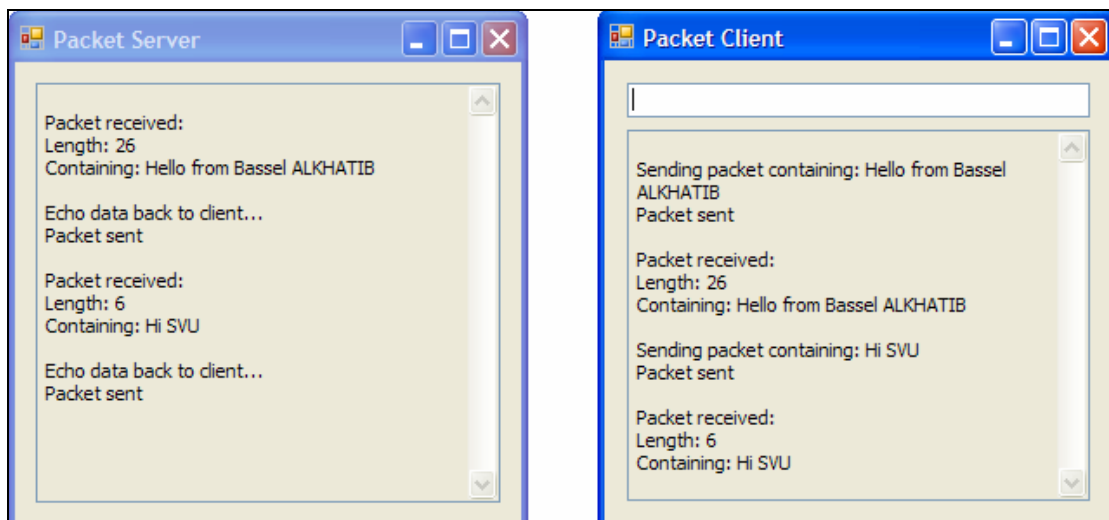 Packet Server
Packet received:
Length: 26
Containing: Hello from Bassel ALKHATIB
Echo data back to client...
Packet sent
Packet received:
Length: 6
Containing: Hi SVU
Echo data back to client...
Packet sent
Packet Client
Sending packet containing: Hello from Bassel
ALKHATIB
Packet sent
Packet received:
Length: 26
Containing: Hello from Bassel ALKHATIB
Sending packet containing: Hi SVU
Packet sent
Packet received:
Length: 6
Containing: Hi SVU